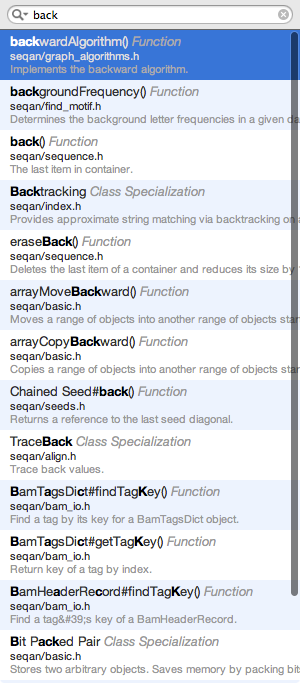 back
backwardAlgorithm() Function
seqan/graph_algorithms.h
Implements the backward algorithm.
backgroundFrequency() Function
seqan/find_motif.h
Determines the background letter frequencies in a given da
back() Function
seqan/sequence.h
The last item in container.
Backtracking Class Specialization
seqan/index.h
Provides approximate string matching via backtracking on a
eraseBack() Function
seqan/sequence.h
Deletes the last item of a container and reduces its size by
arrayMoveBackward() Function
seqan/basic.h
Moves a range of objects into another range of objects star
arrayCopyBackward() Function
seqan/basic.h
Copies a range of objects into another range of objects star
Chained Seed#back() Function
seqan/seeds.h
Returns a reference to the last seed diagonal.
TraceBack Class Specialization
seqan/align.h
Trace back values.
BamTagsDict#findTagKey() Function
seqan/bam_io.h
Find a tag by its key for a BamTagsDict object.
BamTagsDict#getTagKey() Function
seqan/bam_io.h
Return key of a tag by index.
BamHeaderRecord#findTagKey() Function
seqan/bam_io.h
Find a tag&#39;s key of a BamHeaderRecord.
Bit Packed Pair Class Specialization
seqan/basic.h
Stores two arbitrary objects. Saves memory by packing bit